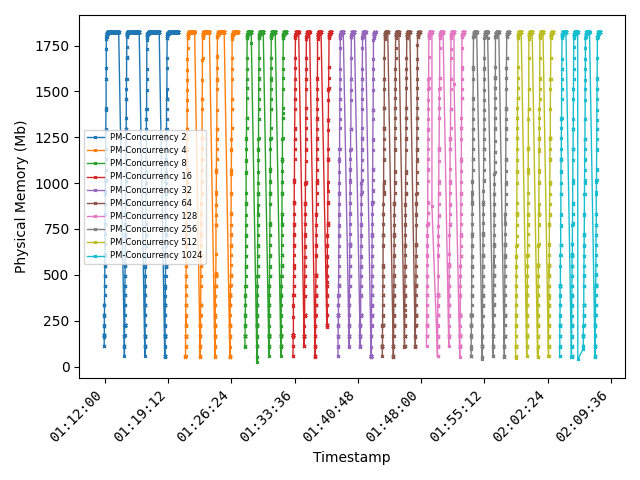 1750
1500
1250
1000
750
500
250
0
Physical Memory (Mb)
PM-Concurrency 2
PM-Concurrency 4
PM-Concurrency 8
PM-Concurrency 16
PM-Concurrency 32
PM-Concurrency 64
PM-Concurrency 128
PM-Concurrency 256
PM-Concurrency 512
PM-Concurrency 1024
01:12:00
01:19:12
01:26:24
01:33:36
01:40:48
01:48:00
01:55:12
02:02:24
02:09:36
Timestamp